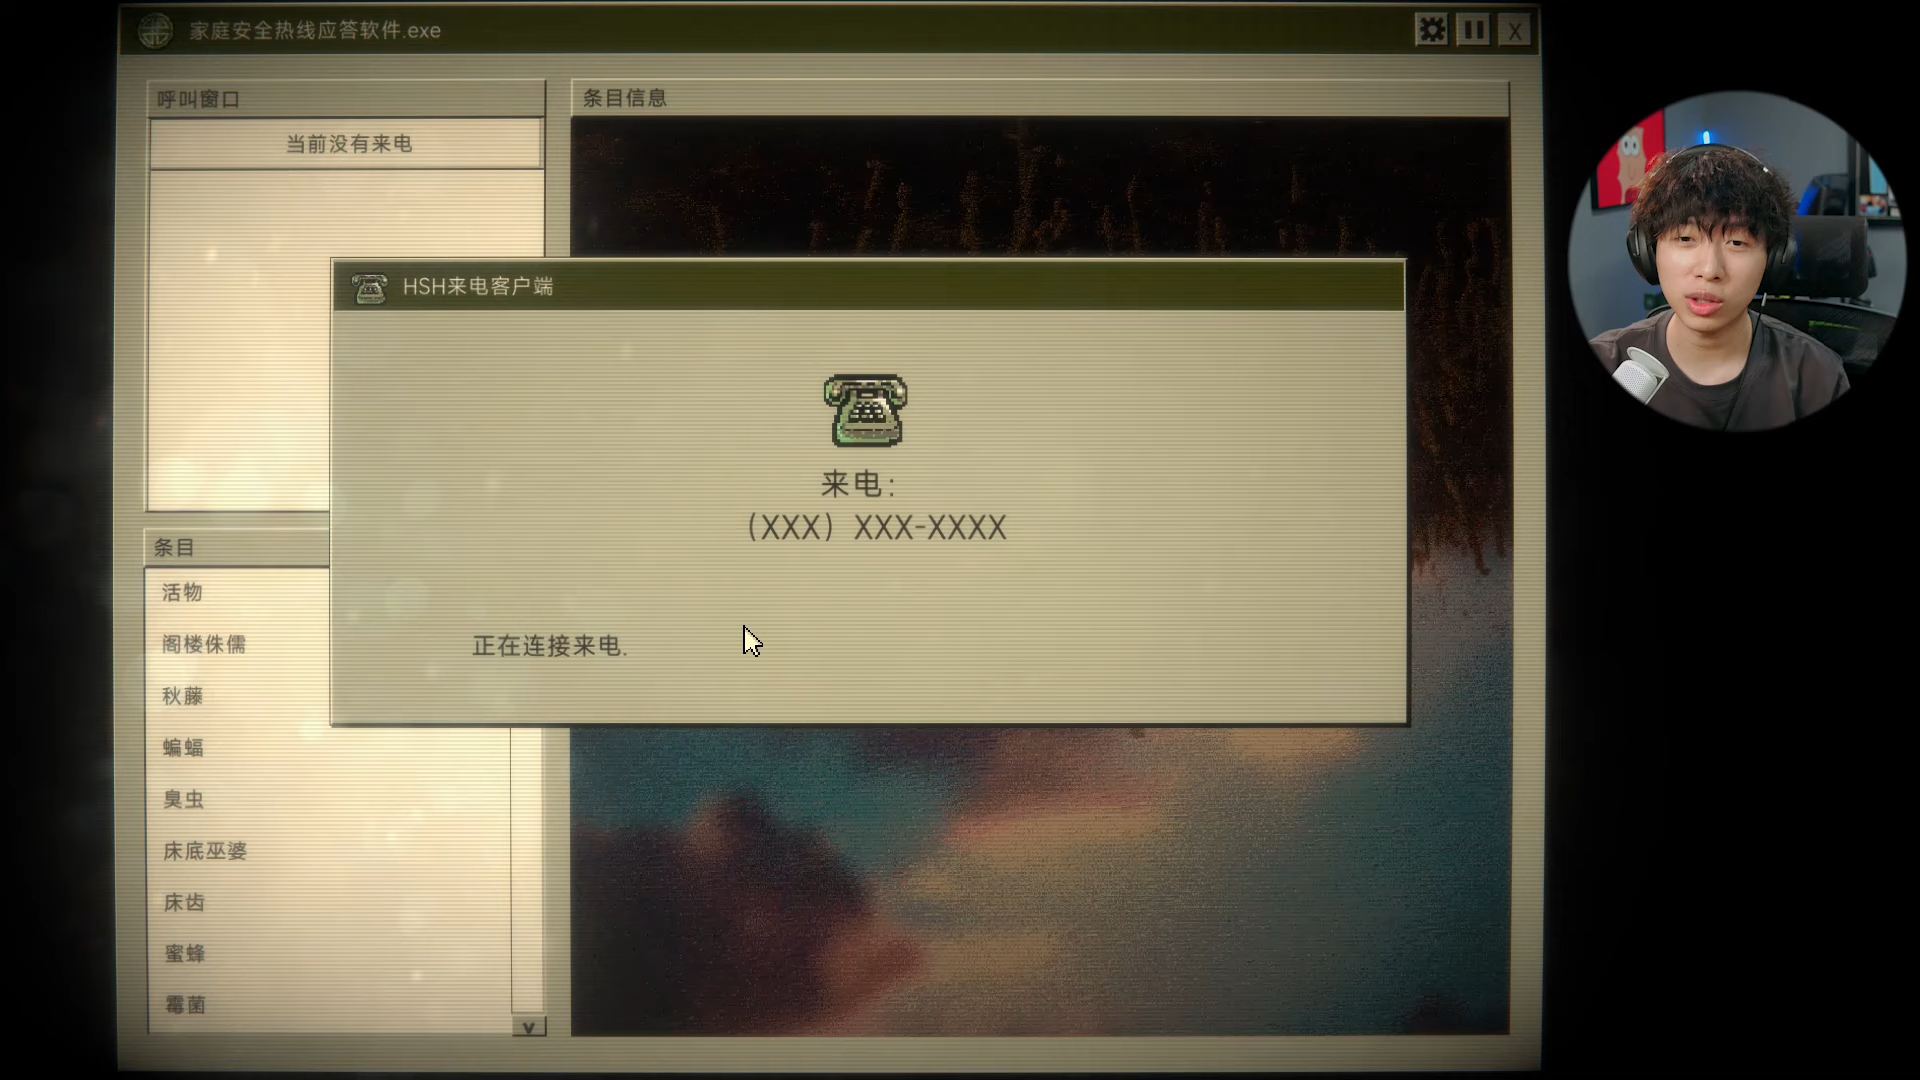 家庭安全热线应答软件.exe
X
呼叫窗口
当前没有来电
条目信息
HSH来电客户端
来电:
(XXX) XXX-XXXX
正在连接来电.
条目
活物
阁楼侏儒
秋藤
蝙蝠
臭虫
床底巫婆
床齿
蜜蜂
霉菌